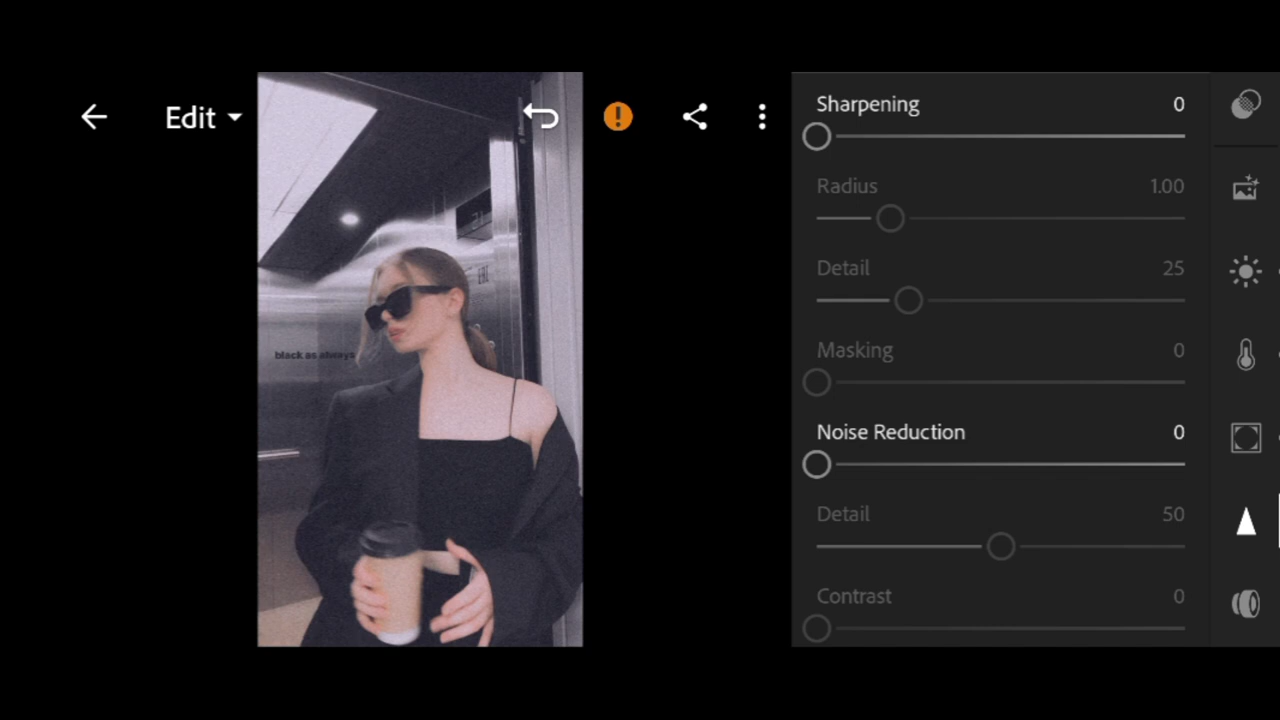 Edit
black as always
Sharpening 0
Radius 1.00
Detail 25
Masking 0
Noise Reduction 0
Detail 50
Contrast 0